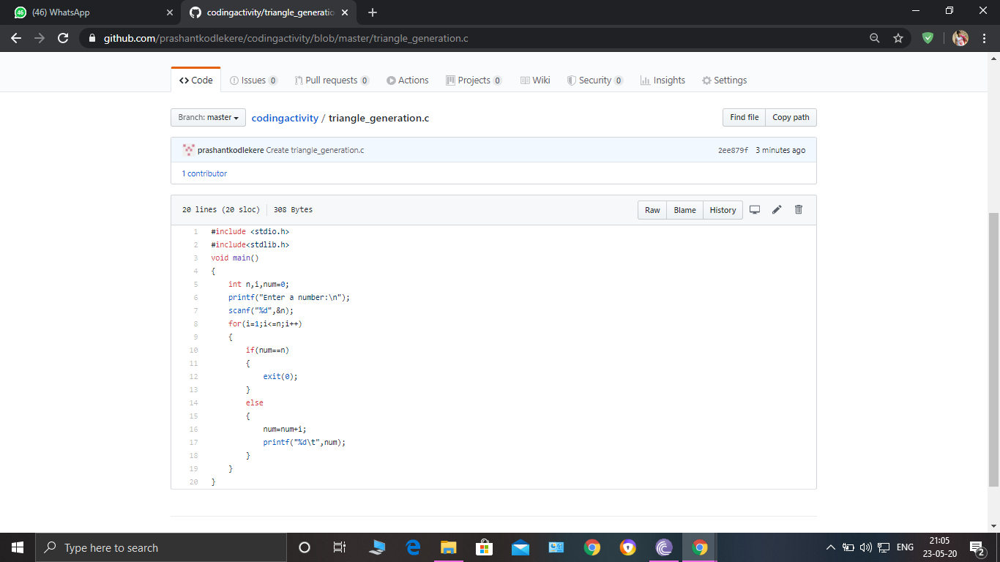 (46) WhatsApp
codingactivity/triangle_generatio
github.com/prashantkodlekere/codingactivity/blob/master/triangle_generation.c
Code Issues 0 Pull requests 0 Actions Projects 0 Wiki Security 0 Insights Settings
Branch: master codingactivity / triangle_generation.c Find file Copy path
prashantkodlekere Create triangle_generation.c 2ee879f 3 minutes ago
1 contributor
20 lines (20 sloc) 308 Bytes Raw Blame History
1 #include <stdio.h>
2 #include<stdlib.h>
3 void main()
4 {
5 int n,i,num=0;
6 printf("Enter a number:\n");
7 scanf("%d",&n);
8 for(i=1;i<=n;i++)
9 {
10 if(num==n)
11 {
12 exit(0);
13 }
14 else
15 {
16 num=num+i;
17 printf("%d\t",num);
18 }
19 }
20 }
Type here to search
ENG
21:05
23-05-20
2